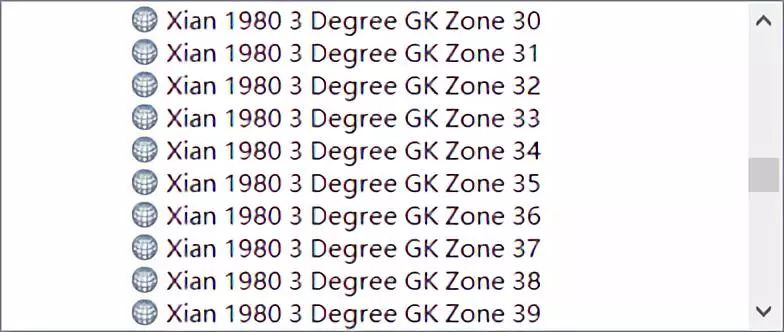 Xian 1980 3 Degree GK Zone 30
Xian 1980 3 Degree GK Zone 31
Xian 1980 3 Degree GK Zone 32
Xian 1980 3 Degree GK Zone 33
Xian 1980 3 Degree GK Zone 34
Xian 1980 3 Degree GK Zone 35
Xian 1980 3 Degree GK Zone 36
Xian 1980 3 Degree GK Zone 37
Xian 1980 3 Degree GK Zone 38
Xian 1980 3 Degree GK Zone 39